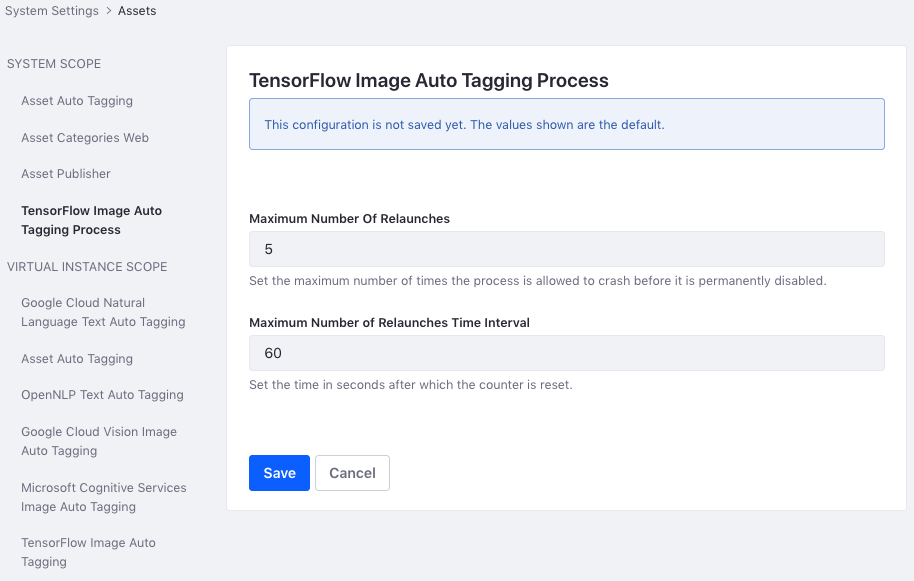 System Settings > Assets
SYSTEM SCOPE
Asset Auto Tagging
Asset Categories Web
Asset Publisher
TensorFlow Image Auto
Tagging Process
VIRTUAL INSTANCE SCOPE
Google Cloud Natural
Language Text Auto Tagging
Asset Auto Tagging
OpenNLP Text Auto Tagging
Google Cloud Vision Image
Auto Tagging
Microsoft Cognitive Services
Image Auto Tagging
TensorFlow Image Auto
Tagging
TensorFlow Image Auto Tagging Process
This configuration is not saved yet. The values shown are the default.
Maximum Number Of Relaunches
5
Set the maximum number of times the process is allowed to crash before it is permanently disabled.
Maximum Number of Relaunches Time Interval
60
Set the time in seconds after which the counter is reset.
Save Cancel